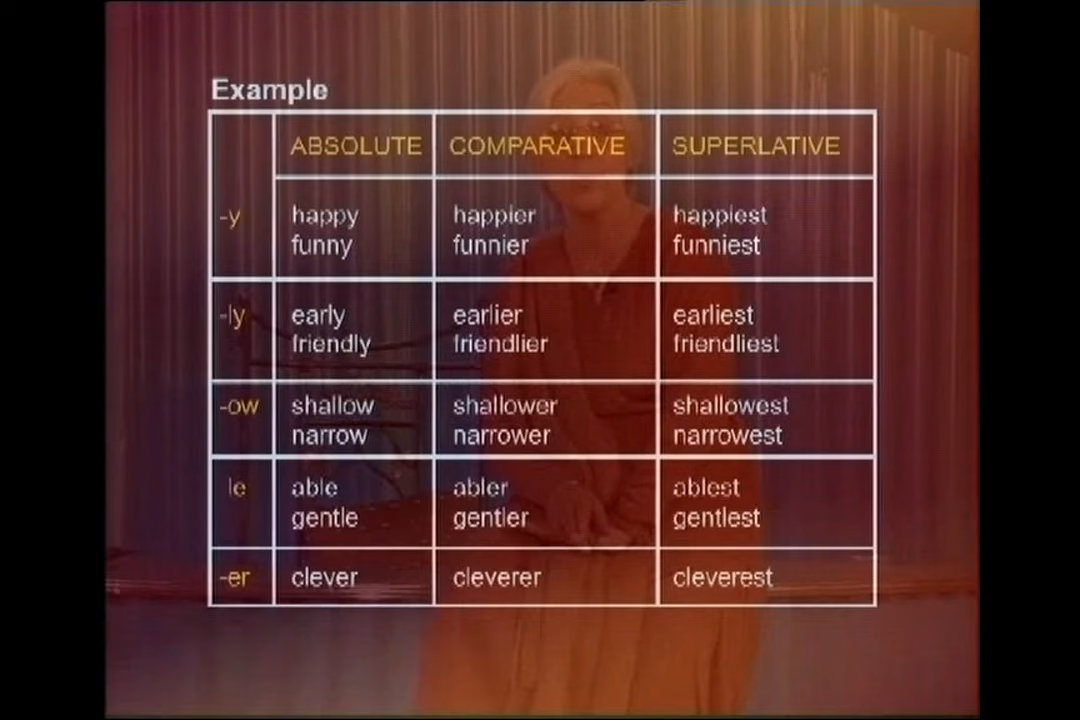 Example
ABSOLUTE COMPARATIVE SUPERLATIVE
-y happy happier happiest
funny funnier funniest
-ly early earlier earliest
friendly friendlier friendliest
-ow shallow shallower shallowest
narrow narrower narrowest
le able abler ablest
gentle gentler gentlest
-er clever cleverer cleverest